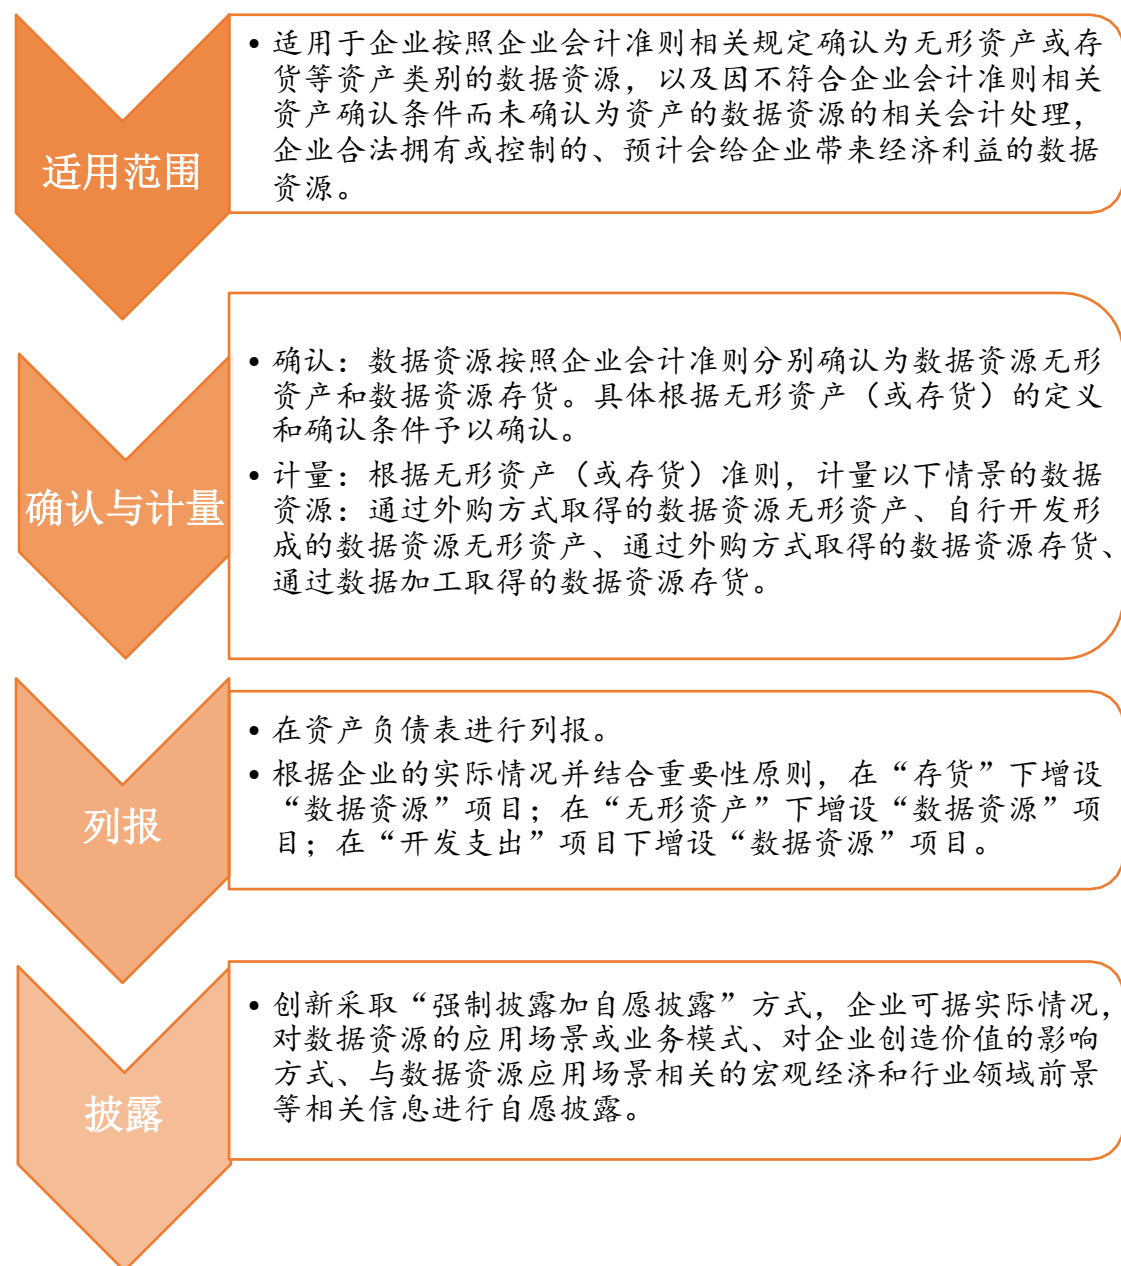 适用范围
• 适用于企业按照企业会计准则相关规定确认为无形资产或存
货等资产类别的数据资源，以及因不符合企业会计准则相关
资产确认条件而未确认为资产的数据资源的相关会计处理，
企业合法拥有或控制的、预计会给企业带来经济利益的数据
资源。
确认与计量
• 确认：数据资源按照企业会计准则分别确认为数据资源无形
资产和数据资源存货。具体根据无形资产（或存货）的定义
和确认条件予以确认。
• 计量：根据无形资产（或存货）准则，计量以下情景的数据
资源：通过外购方式取得的数据资源无形资产、自行开发形
成的数据资源无形资产、通过外购方式取得的数据资源存货、
通过数据加工取得的数据资源存货。
列报
• 在资产负债表进行列报。
• 根据企业的实际情况并结合重要性原则，在“存货”下增设
“数据资源”项目；在“无形资产”下增设“数据资源”项
目；在“开发支出”项目下增设“数据资源”项目。
披露
• 创新采取“强制披露加自愿披露”方式，企业可据实际情况，
对数据资源的应用场景或业务模式、对企业创造价值的影响
方式、与数据资源应用场景相关的宏观经济和行业领域前景
等相关信息进行自愿披露。